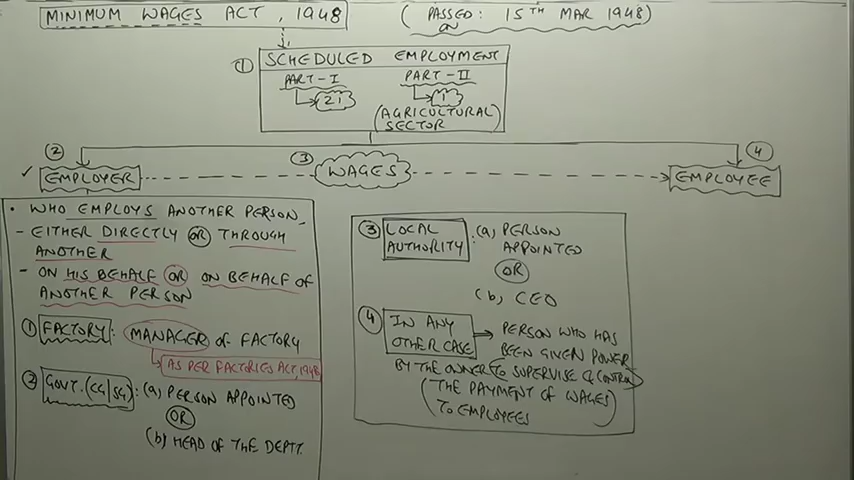 MINIMUM WAGES ACT, 1948
(PASSED: 15TH MAR 1948)
ON
① SCHEDULED EMPLOYMENT
PART-I PART-II
21 1
(AGRICULTURAL SECTOR)
② ③ ④
✓ EMPLOYER WAGES EMPLOYEE
• WHO EMPLOYS ANOTHER PERSON
- EITHER DIRECTLY OR THROUGH
ANOTHER
- ON HIS BEHALF OR ON BEHALF OF
ANOTHER PERSON
① FACTORY: MANAGER OF FACTORY
AS PER FACTORIES ACT, 1948
② GOVT. (CG/SG): (a) PERSON APPOINTED
OR
(b) HEAD OF THE DEPTT.
③ LOCAL AUTHORITY: (a) PERSON
APPOINTED
OR
(b) CEO
④ IN ANY OTHER CASE ⇒ PERSON WHO HAS
BEEN GIVEN POWER
BY THE OWNER TO SUPERVISE & CONTROL
(THE PAYMENT OF WAGES
TO EMPLOYEES)